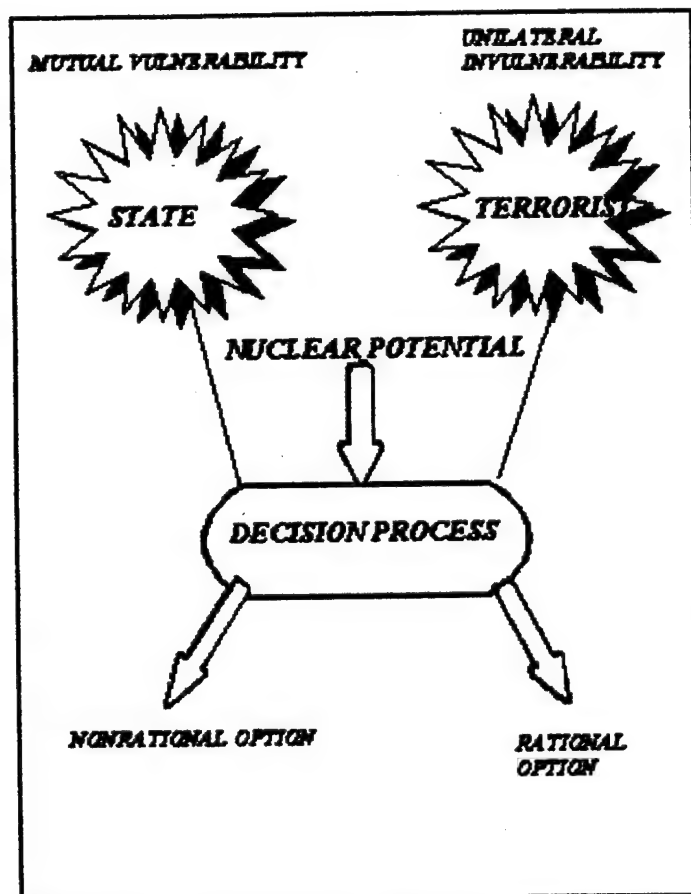 MUTUAL VULNERABILITY
UNILATERAL
INVULNERABILITY
STATE
TERRORIST
NUCLEAR POTENTIAL
DECISION PROCESS
NONRATIONAL OPTION
RATIONAL
OPTION